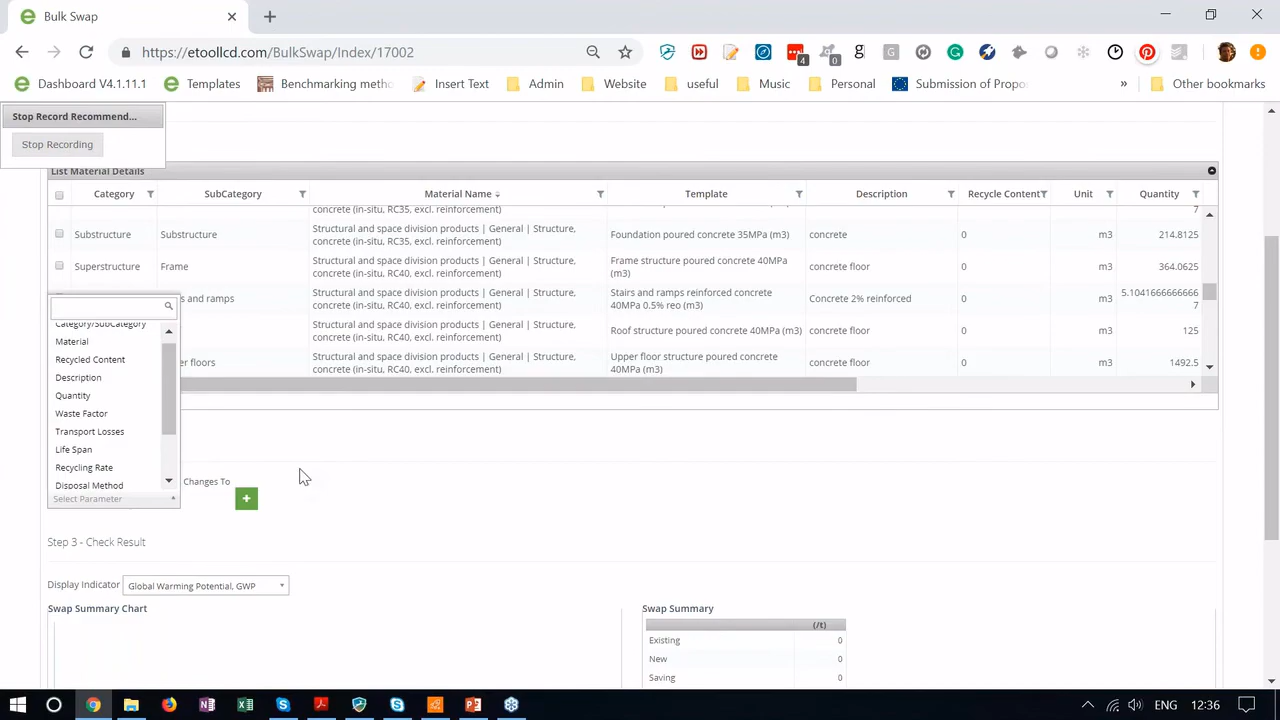 Bulk Swap
https://etoollcd.com/BulkSwap/Index/17002
4
0
Dashboard V4.1.11.1
Templates
Benchmarking metho
Insert Text
Admin
Website
useful
Music
Personal
Submission of Propo
»
Other bookmarks
Stop Record Recommend...
Stop Recording
List Material Details
Category SubCategory Material Name Template Description Recycle Content Unit Quantity
concrete (in-situ, RC35, excl. reinforcement) 7
Substructure Substructure Structural and space division products | General | Structure, Foundation poured concrete 35MPa (m3) concrete 0 m3 214.8125
concrete (in-situ, RC35, excl. reinforcement)
Superstructure Frame Structural and space division products | General | Structure, Frame structure poured concrete 40MPa concrete floor 0 m3 364.0625
concrete (in-situ, RC40, excl. reinforcement) (m3)
s and ramps Structural and space division products | General | Structure, Stairs and ramps reinforced concrete Concrete 2% reinforced 0 m3 5.1041666666666
concrete (in-situ, RC40, excl. reinforcement) 40MPa 0.5% reo (m3) 7
Structural and space division products | General | Structure, Roof structure poured concrete 40MPa (m3) concrete floor 0 m3 125
concrete (in-situ, RC40, excl. reinforcement)
er floors Structural and space division products | General | Structure, Upper floor structure poured concrete concrete floor 0 m3 1492.5
concrete (in-situ, RC40, excl. reinforcement) 40MPa (m3)
Category/SubCategory
Material
Recycled Content
Description
Quantity
Waste Factor
Transport Losses
Life Span
Recycling Rate
Disposal Method
Select Parameter
Changes To
+
Step 3 - Check Result
Display Indicator Global Warming Potential, GWP
Swap Summary Chart
Swap Summary
(/t)
Existing 0
New 0
Saving 0
ENG 12:36